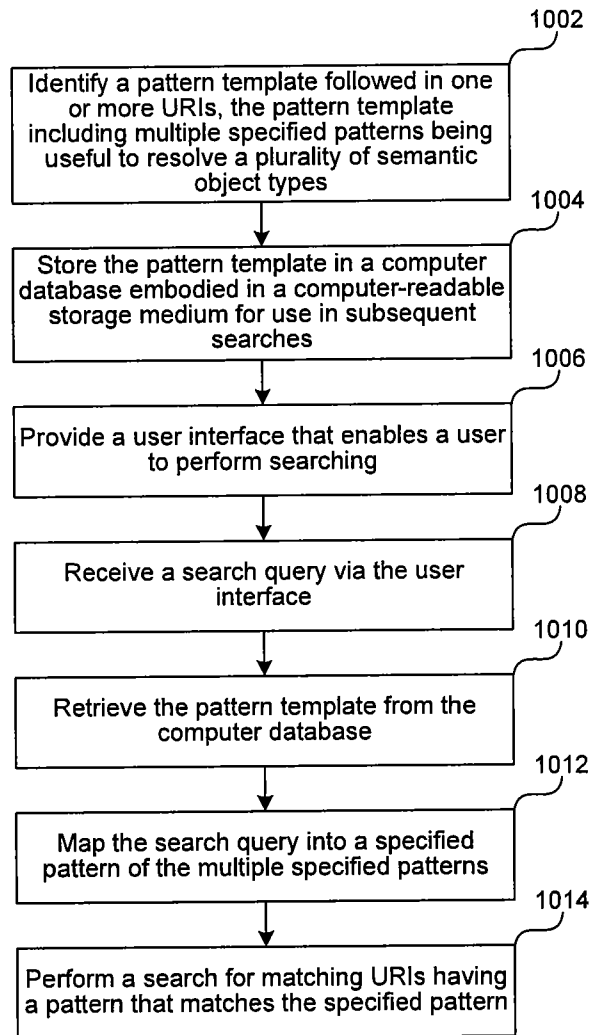 1002
Identify a pattern template followed in one
or more URIs, the pattern template
including multiple specified patterns being
useful to resolve a plurality of semantic
object types
1004
Store the pattern template in a computer
database embodied in a computer-readable
storage medium for use in subsequent
searches
1006
Provide a user interface that enables a user
to perform searching
1008
Receive a search query via the user
interface
1010
Retrieve the pattern template from the
computer database
1012
Map the search query into a specified
pattern of the multiple specified patterns
1014
Perform a search for matching URIs having
a pattern that matches the specified pattern